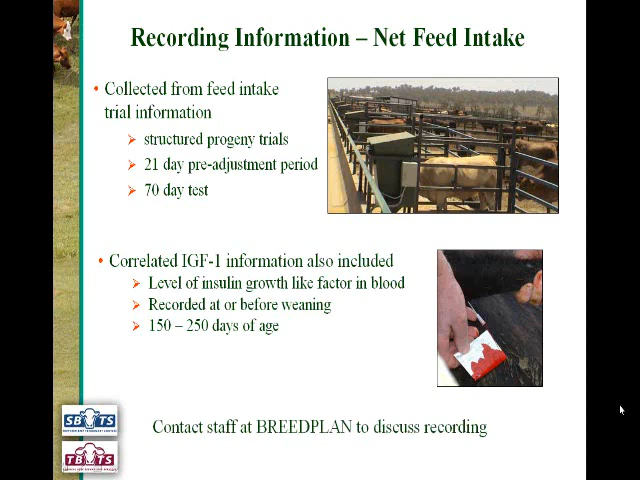 Recording Information – Net Feed Intake
• Collected from feed intake
trial information
➢ structured progeny trials
➢ 21 day pre-adjustment period
➢ 70 day test
• Correlated IGF-1 information also included
➢ Level of insulin growth like factor in blood
➢ Recorded at or before weaning
➢ 150 – 250 days of age
SBTS
TBTS
Contact staff at BREEDPLAN to discuss recording